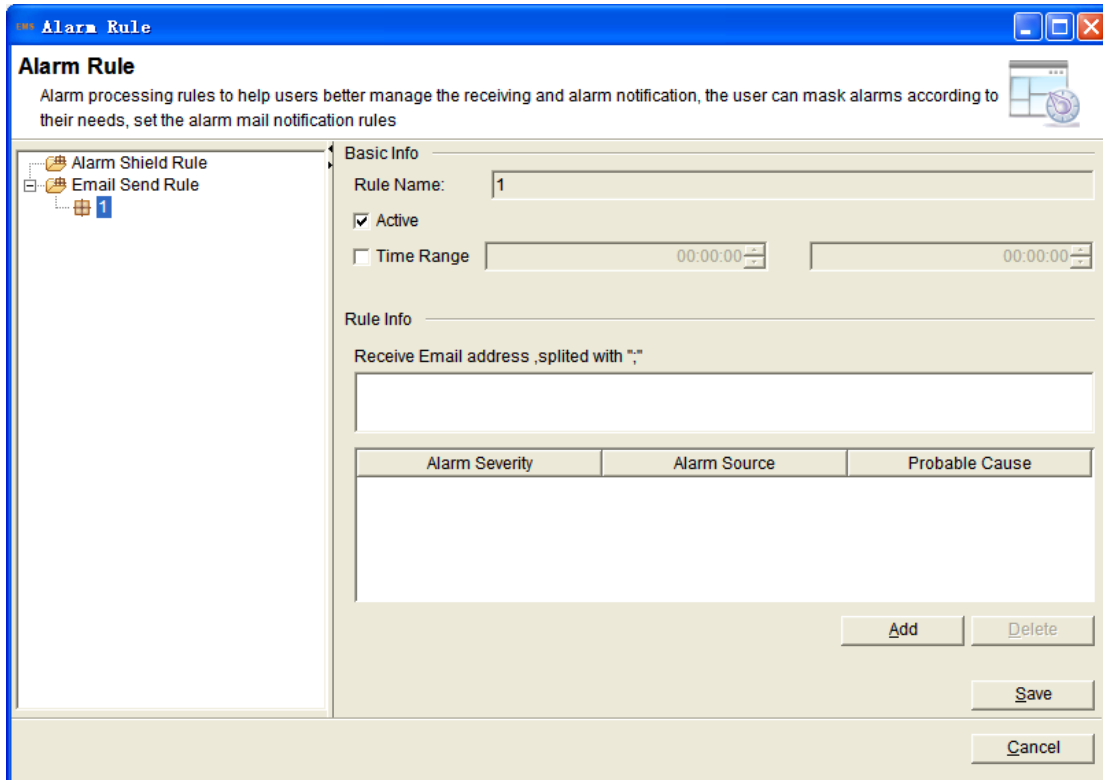 EMS Alarm Rule
Alarm Rule
Alarm processing rules to help users better manage the receiving and alarm notification, the user can mask alarms according to
their needs, set the alarm mail notification rules
Alarm Shield Rule
Email Send Rule
1
Basic Info
Rule Name: 1
Active
Time Range 00:00:00 00:00:00
Rule Info
Receive Email address ,splited with ";"
Alarm Severity Alarm Source Probable Cause
Add Delete
Save
Cancel